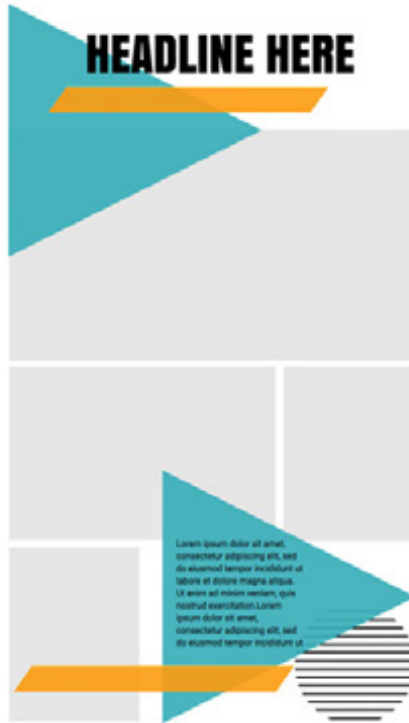 HEADLINE HERE
Lorem ipsum dolor sit amet,
consectetur adipiscing elit, sed
do eiusmod tempor incididunt ut
labore et dolore magna aliqua.
Ut enim ad minim veniam, quis
nostrud exercitation.Lorem
ipsum dolor sit amet,
consectetur adipiscing elit, sed
do eiusmod tempor incididunt ut